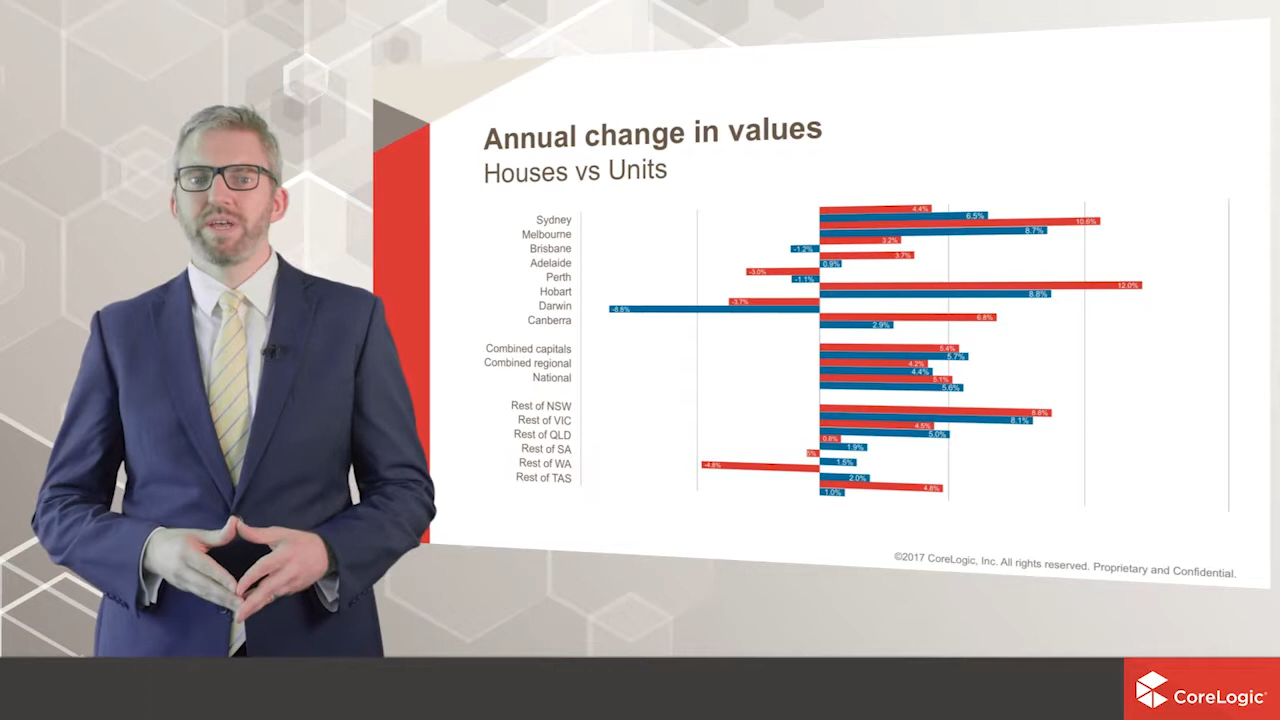 Annual change in values
Houses vs Units
Sydney
Melbourne
Brisbane
Adelaide
Perth
Hobart
Darwin
Canberra
Combined capitals
Combined regional
National
Rest of NSW
Rest of VIC
Rest of QLD
Rest of SA
Rest of WA
Rest of TAS
4.4%
6.5%
10.6%
8.7%
3.2%
-1.2%
3.7%
0.9%
-3.0%
-1.1%
12.0%
8.8%
-3.7%
-8.8%
6.8%
2.9%
5.4%
5.7%
4.2%
4.4%
5.1%
5.6%
8.1%
4.5%
5.0%
0.8%
1.9%
1.5%
-4.8%
2.0%
4.8%
1.0%
©2017 CoreLogic, Inc. All rights reserved. Proprietary and Confidential.
CoreLogic